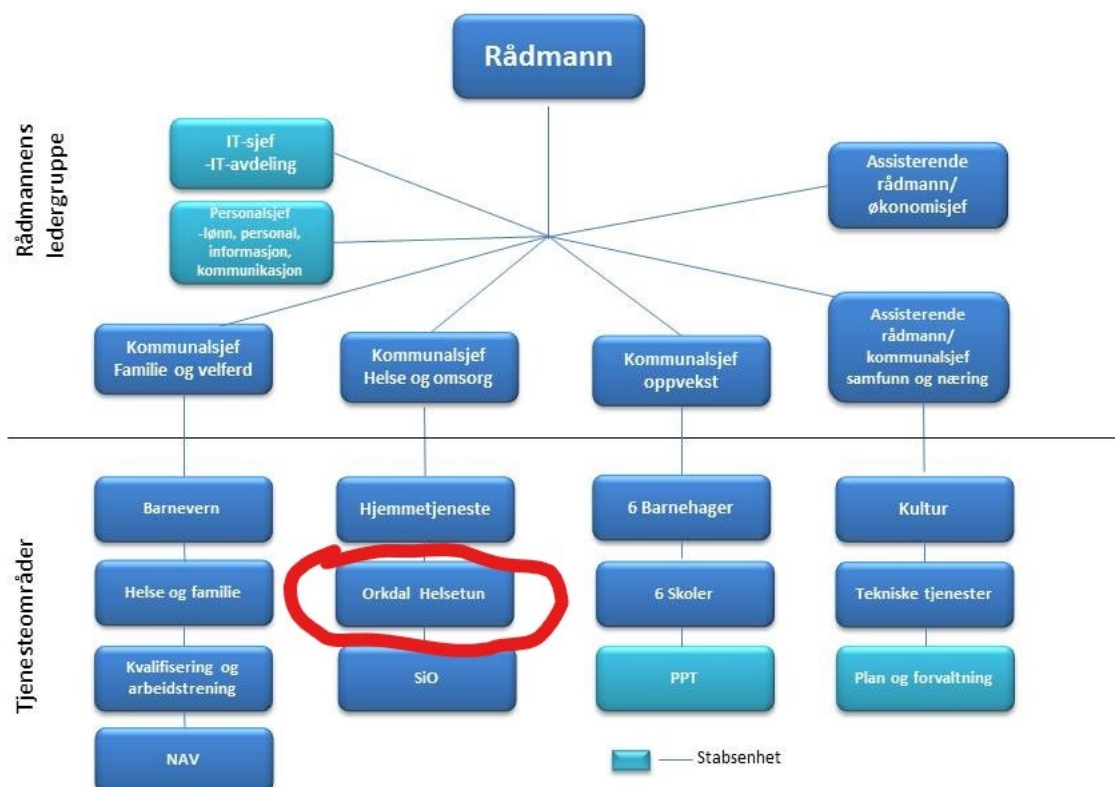 Rådmann
Rådmannens
ledergruppe
IT-sjef
-IT-avdeling
Personalsjef
-lønn, personal,
informasjon,
kommunikasjon
Assisterende
rådmann/
økonomisjef
Kommunalsjef
Familie og velferd
Kommunalsjef
Helse og omsorg
Kommunalsjef
oppvekst
Assisterende
rådmann/
kommunalsjef
samfunn og næring
Tjenesteområder
Barnevern
Hjemmetjeneste
6 Barnehager
Kultur
Helse og familie
Orkdal Helsetun
6 Skoler
Tekniske tjenester
Kvalifisering og
arbeidstrening
SiO
PPT
Plan og forvaltning
NAV
Stabsenhet